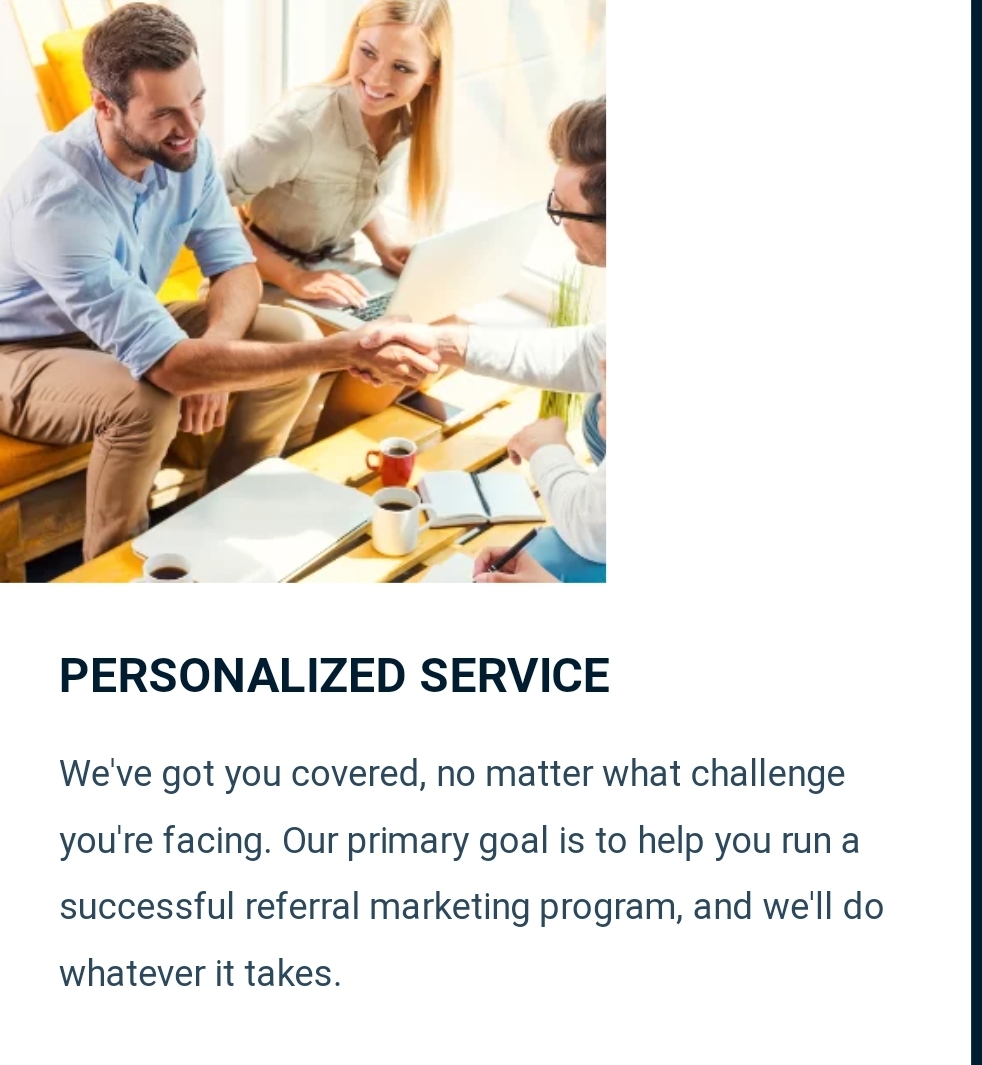 PERSONALIZED SERVICE
We've got you covered, no matter what challenge
you're facing. Our primary goal is to help you run a
successful referral marketing program, and we'll do
whatever it takes.